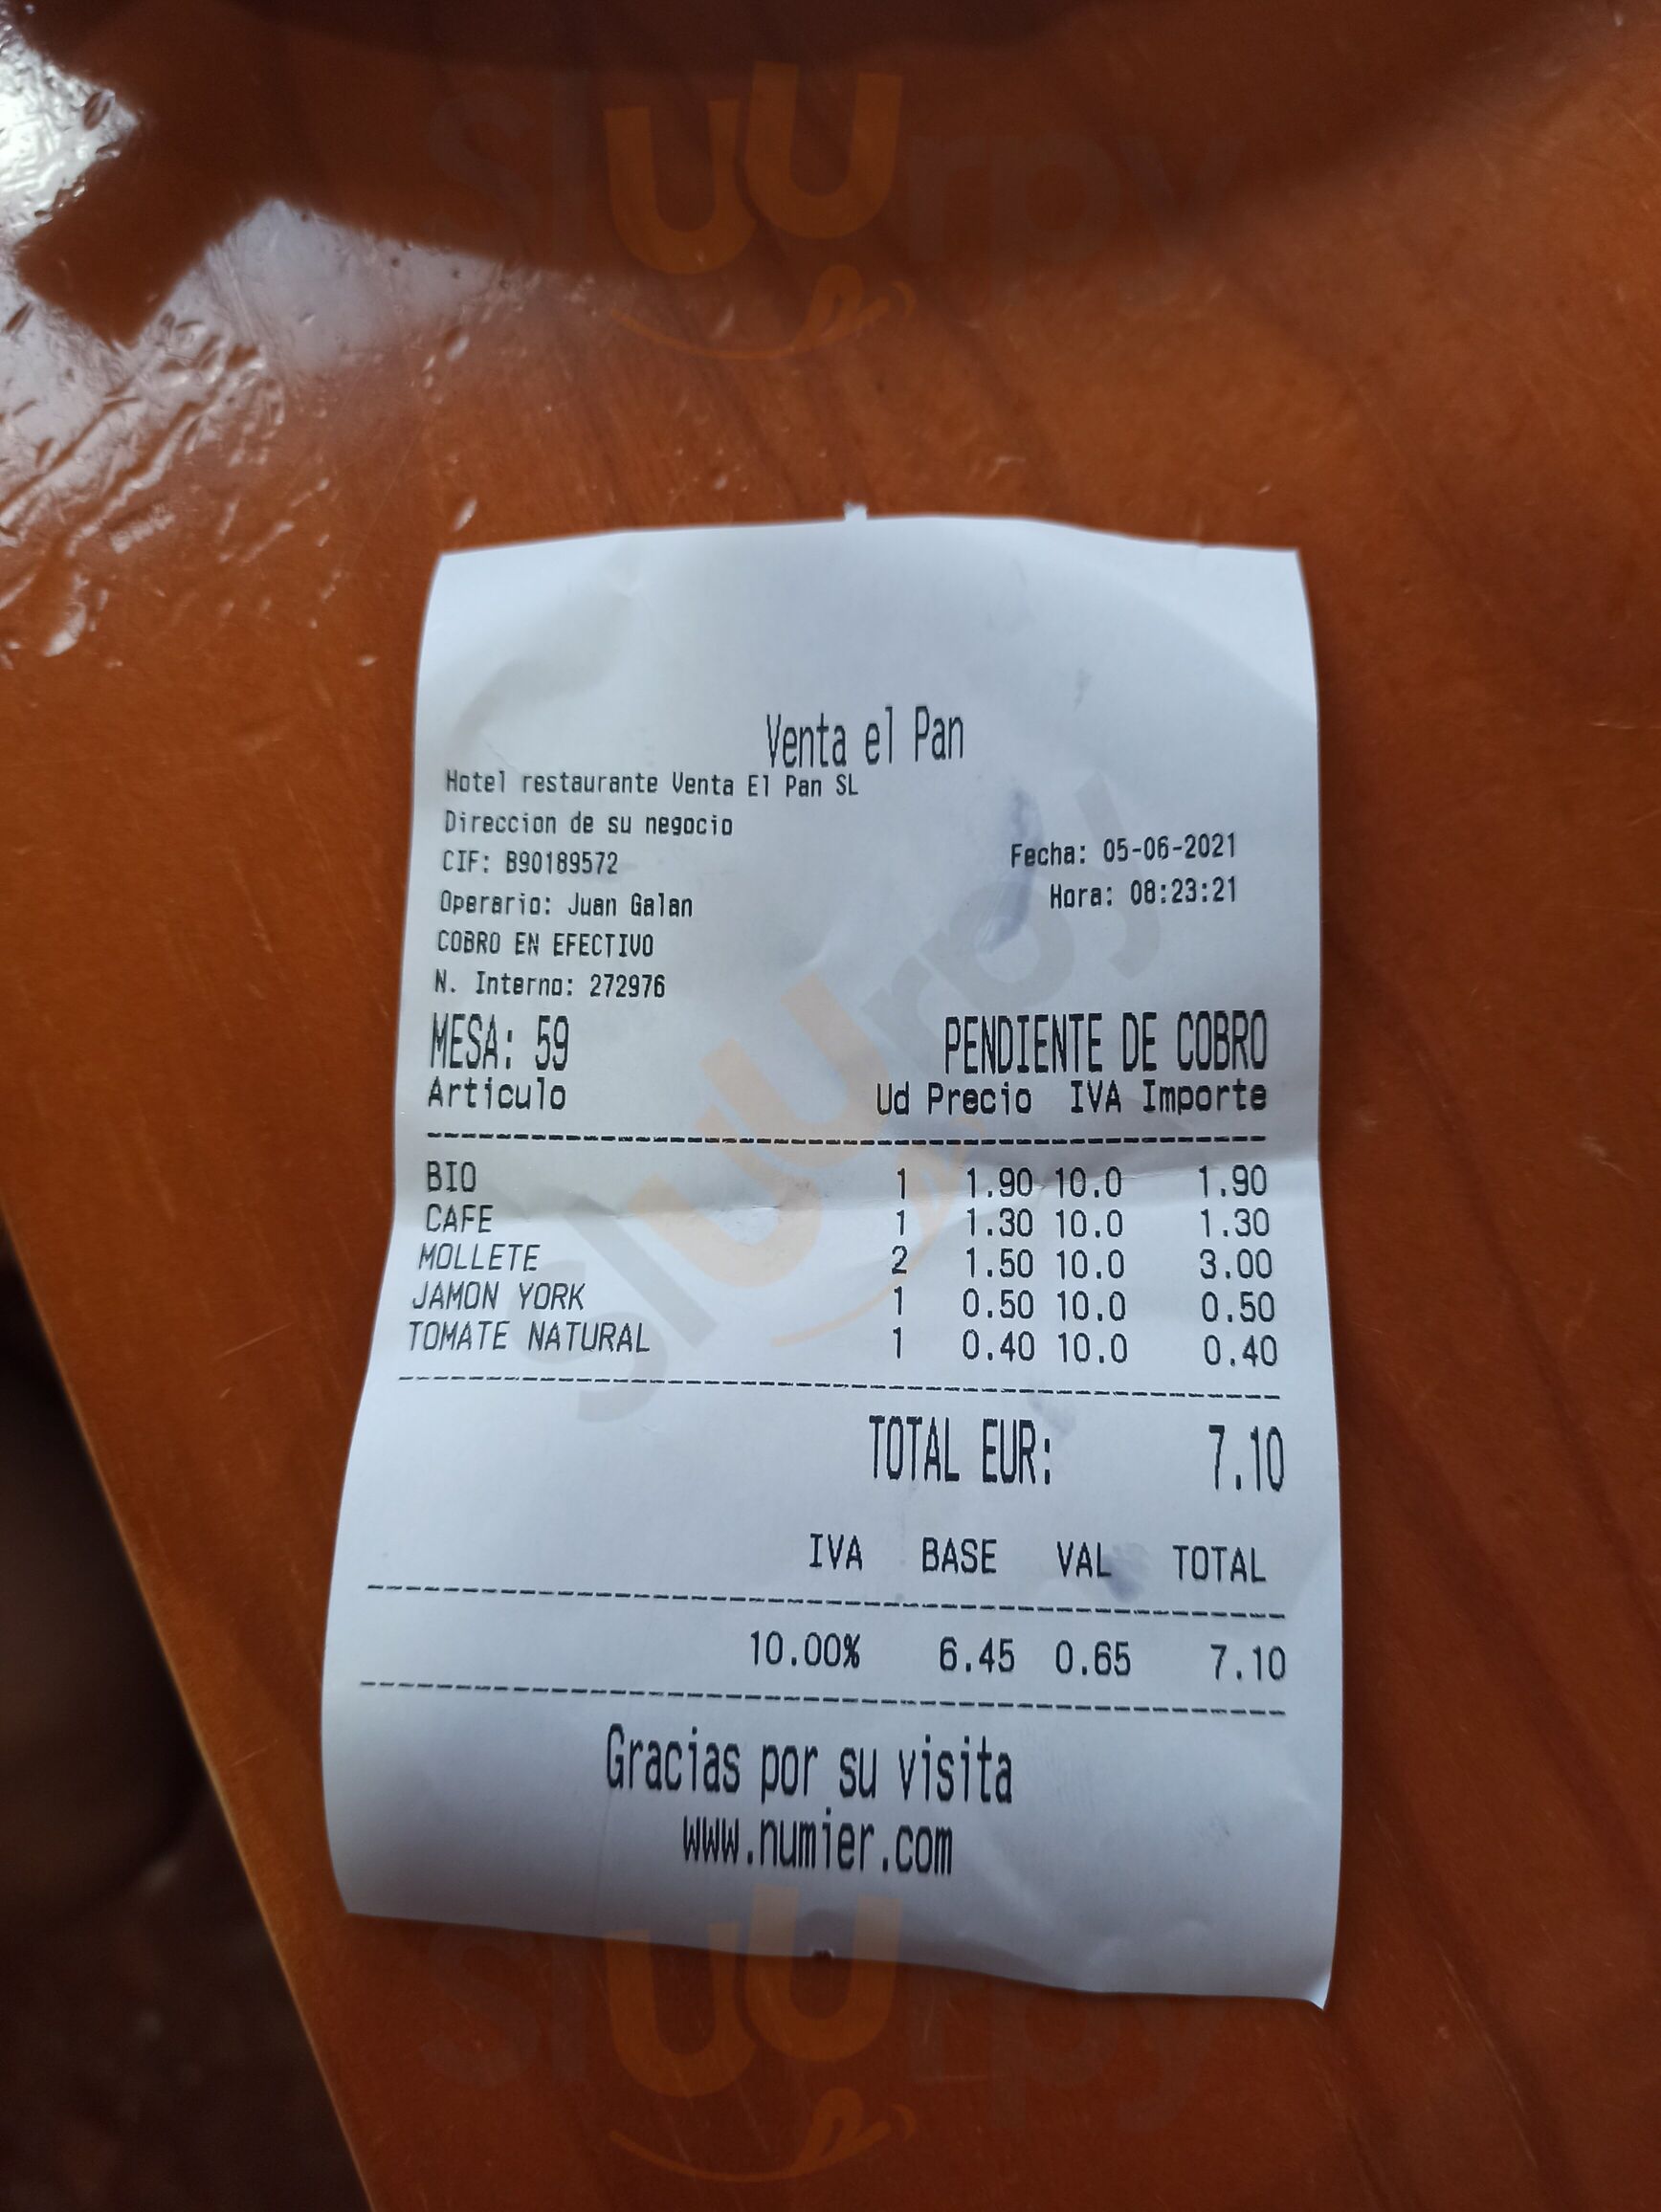 sluurpy
Venta el Pan
Hotel restaurante Venta El Pan SL
Direccion de su negocio
CIF: B90189572
Fecha: 05-06-2021
Operario: Juan Galan
Hora: 08:23:21
COBRO EN EFECTIVO
N. Interno: 272976
MESA: 59 PENDIENTE DE COBRO
Articulo Ud Precio IVA Importe
BIO 1 1.90 10.0 1.90
CAFE 1 1.30 10.0 1.30
MOLLETE 2 1.50 10.0 3.00
JAMON YORK 1 0.50 10.0 0.50
TOMATE NATURAL 1 0.40 10.0 0.40
sluurpy
TOTAL EUR: 7.10
IVA BASE VAL TOTAL
10.00% 6.45 0.65 7.10
Gracias por su visita
www.numier.com
sluurpy